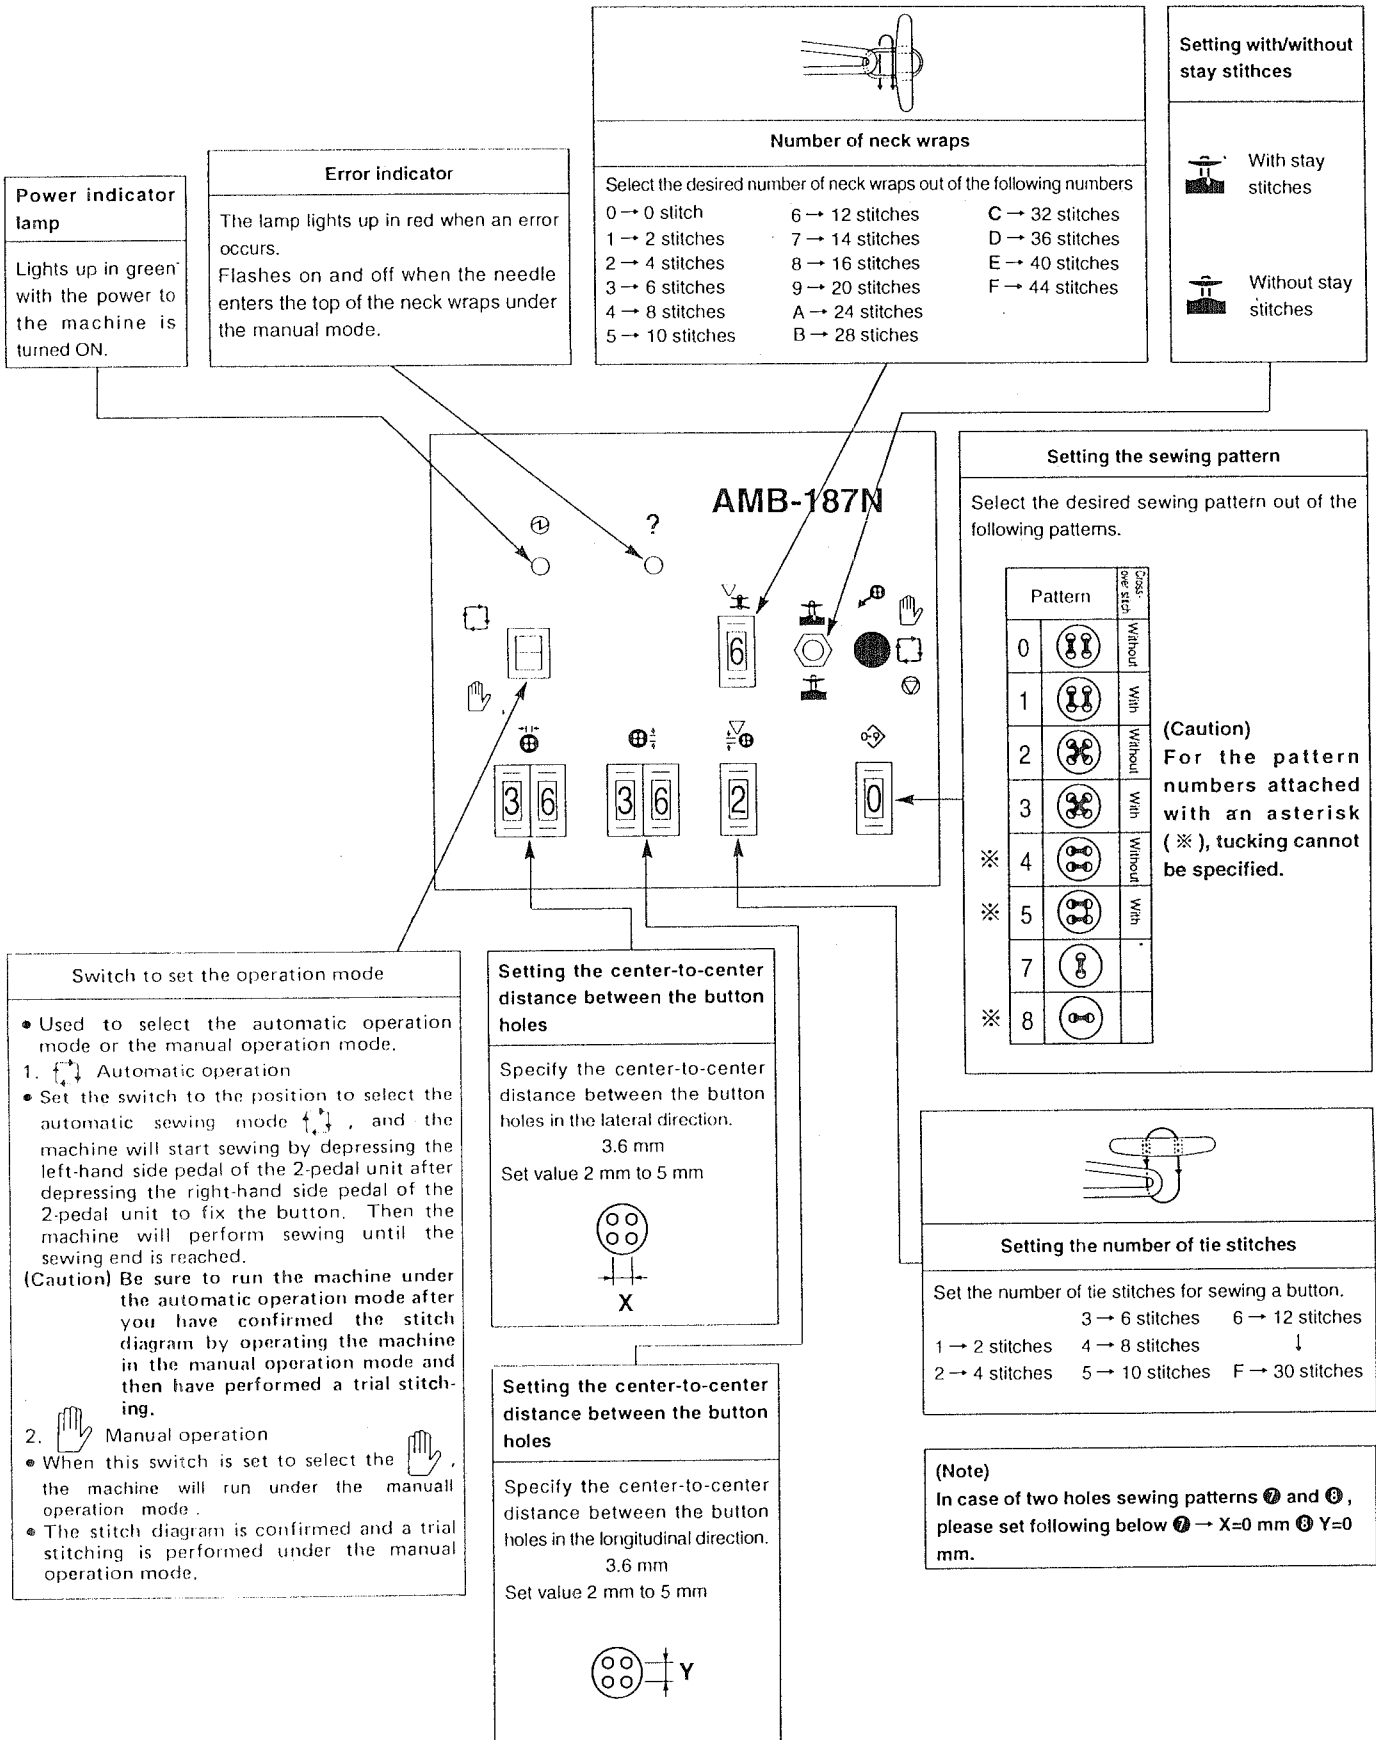 Number of neck wraps
Select the desired number of neck wraps out of the following numbers
0 → 0 slitch
1 → 2 stitches
2 → 4 stitches
3 → 6 stitches
4 → 8 stitches
5 → 10 stitches
6 → 12 stitches
7 → 14 stitches
8 → 16 stitches
9 → 20 stitches
A → 24 stitches
B → 28 stiches
C → 32 stitches
D → 36 stitches
E → 40 stitches
F → 44 stitches
Setting with/without
stay stithces
With stay
stitches
Without stay
stitches
Error indicator
The lamp lights up in red when an error
occurs.
Flashes on and off when the needle
enters the top of the neck wraps under
the manual mode.
Power indicator
lamp
Lights up in green
with the power to
the machine is
turned ON.
AMB-187N
?
6
0-9
3 6
3 6
2
0
Setting the sewing pattern
Select the desired sewing pattern out of the
following patterns.
Pattern
Cross-
over stitch
0 Without
1 With
2 Without
3 With
※ 4 Without
※ 5 With
7
※ 8
(Caution)
For the pattern
numbers attached
with an asterisk
( ※ ), tucking cannot
be specified.
Switch to set the operation mode
● Used to select the automatic operation
mode or the manual operation mode.
1. Automatic operation
● Set the switch to the position to select the
automatic sewing mode , and the
machine will start sewing by depressing the
left-hand side pedal of the 2-pedal unit after
depressing the right-hand side pedal of the
2-pedal unit to fix the button. Then the
machine will perform sewing until the
sewing end is reached.
(Caution) Be sure to run the machine under
the automatic operation mode after
you have confirmed the stitch
diagram by operating the machine
in the manual operation mode and
then have performed a trial stitch-
ing.
2. Manual operation
● When this switch is set to select the ,
the machine will run under the manuall
operation mode .
● The stitch diagram is confirmed and a trial
stitching is performed under the manual
operation mode.
Setting the center-to-center
distance between the button
holes
Specify the center-to-center
distance between the button
holes in the lateral direction.
3.6 mm
Set value 2 mm to 5 mm
X
Setting the center-to-center
distance between the button
holes
Specify the center-to-center
distance between the button
holes in the longitudinal direction.
3.6 mm
Set value 2 mm to 5 mm
Y
Setting the number of tie stitches
Set the number of tie stitches for sewing a button.
3 → 6 stitches 6 → 12 stitches
1 → 2 stitches 4 → 8 stitches ↓
2 → 4 stitches 5 → 10 stitches F → 30 stitches
(Note)
In case of two holes sewing patterns ❼ and ❽ ,
please set following below ❼ → X=0 mm ❽ Y=0
mm.